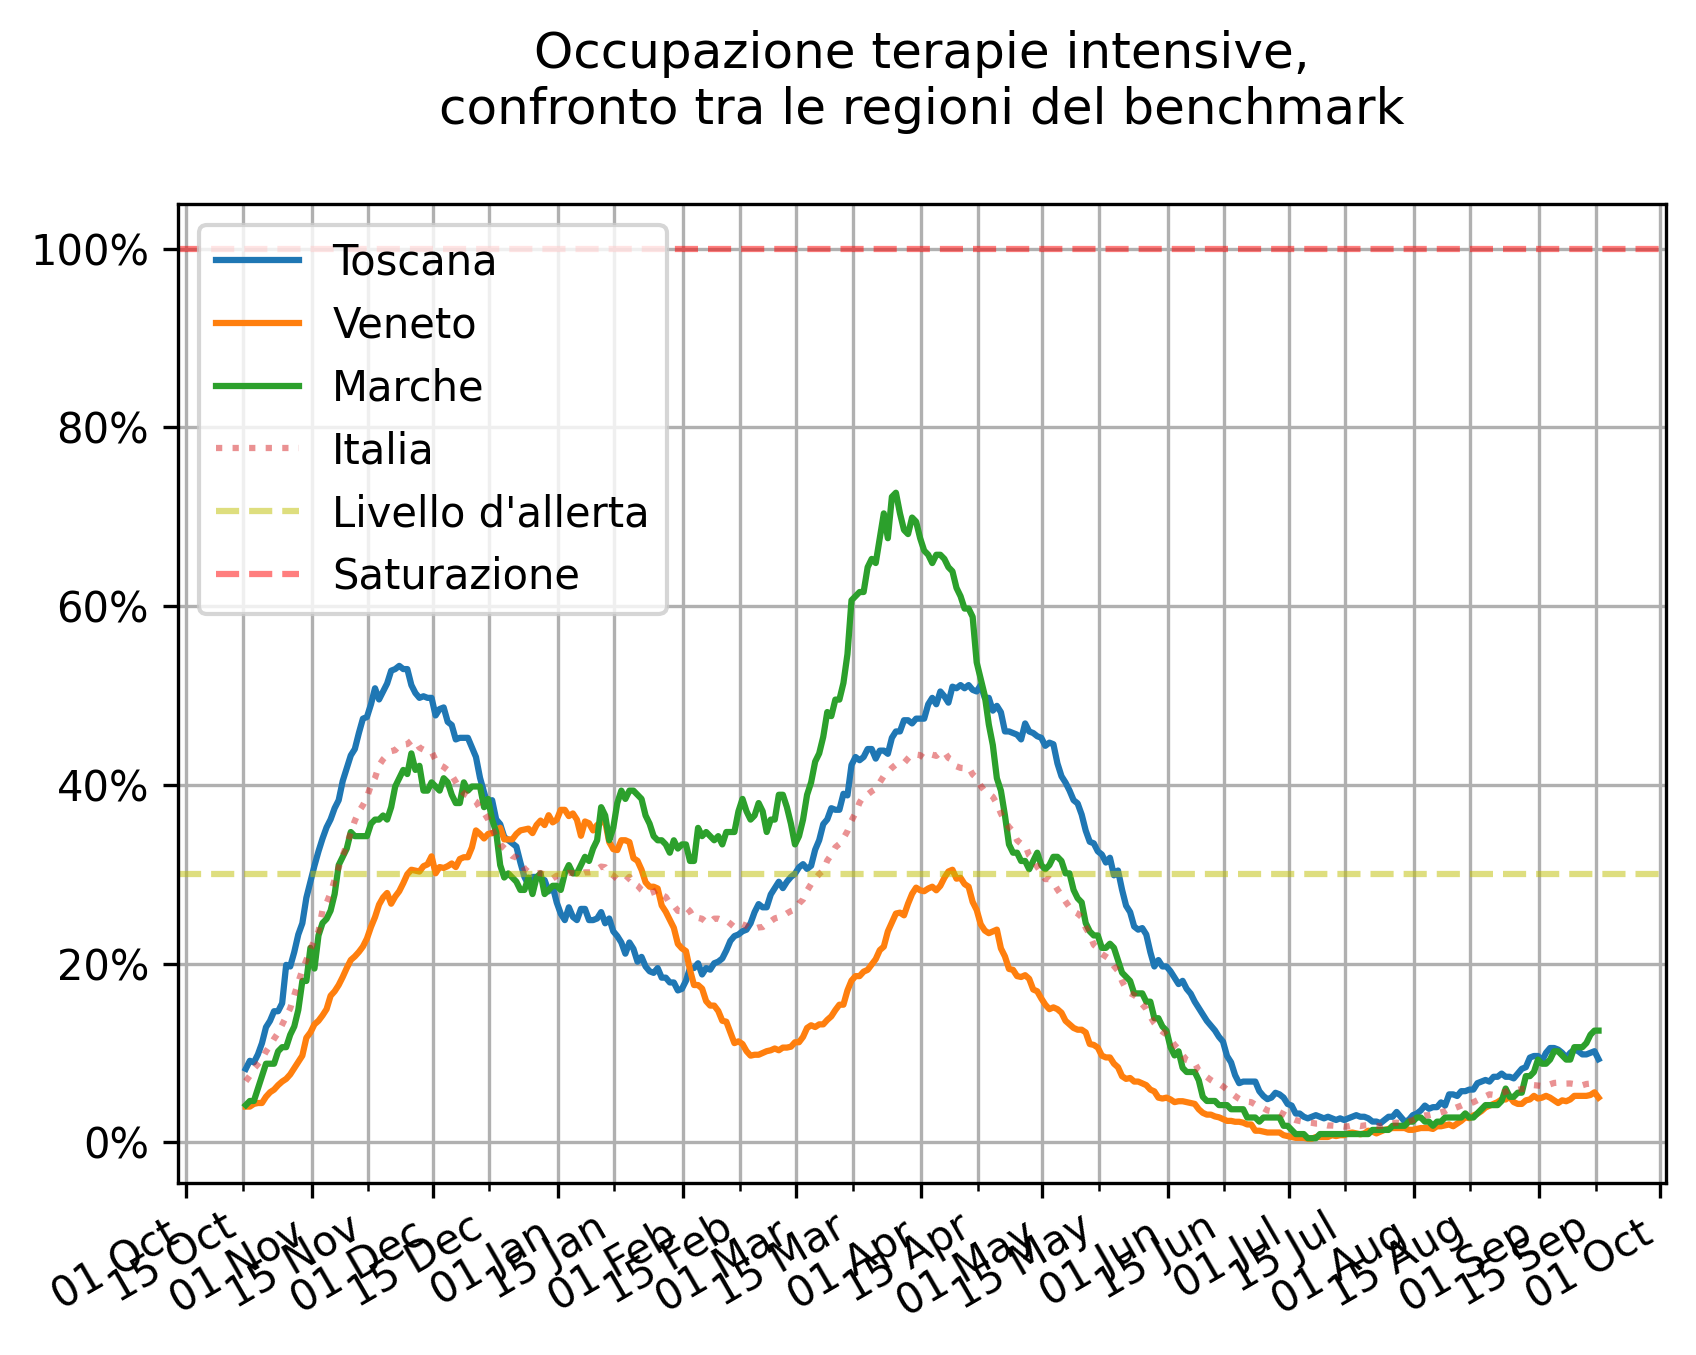 Occupazione terapie intensive,
confronto tra le regioni del benchmark
100%
80%
60%
40%
20%
0%
Toscana
Veneto
Marche
Italia
Livello d'allerta
Saturazione
01 Oct
15 Oct
01 Nov
15 Nov
01 Dec
15 Dec
01 Jan
15 Jan
01 Feb
15 Feb
01 Mar
15 Mar
01 Apr
15 Apr
01 May
15 May
01 Jun
15 Jun
01 Jul
15 Jul
01 Aug
15 Aug
01 Sep
15 Sep
01 Oct